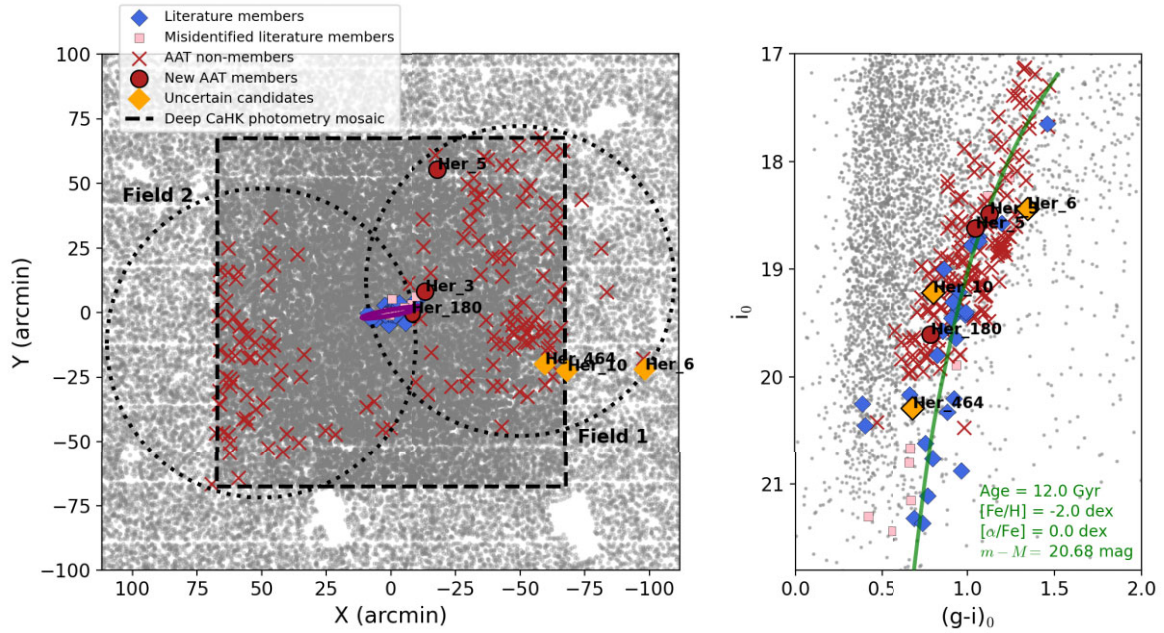 Literature members
Misidentified literature members
AAT non-members
New AAT members
Uncertain candidates
Deep CaHK photometry mosaic
100
75
50
25
0
−25
−50
−75
−100
Y (arcmin)
Field 2
Her_5
Her_3
Her_180
Her_464
Her_10
Her_6
Field 1
100 75 50 25 0 −25 −50 −75 −100
X (arcmin)
17
18
19
20
21
i0
Her_6
Her_5
Her_10
Her_180
Her_464
Age = 12.0 Gyr
[Fe/H] = -2.0 dex
[α/Fe] = 0.0 dex
m − M = 20.68 mag
0.0 0.5 1.0 1.5 2.0
(g-i)0